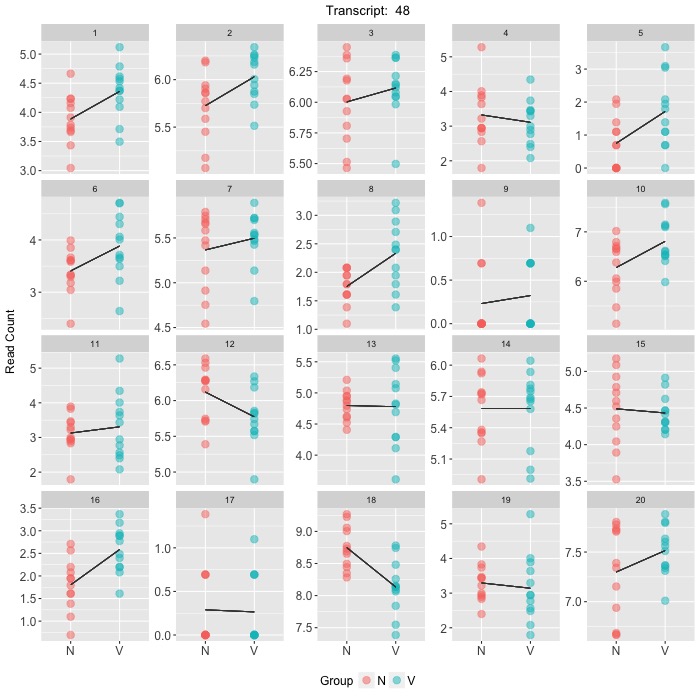 Transcript: 48
1 2 3 4 5
5.0 4.5 4.0 3.5 3.0
6.0 5.5
6.25 6.00 5.75 5.50
5 4 3 2
3 2 1 0
6 7 8 9 10
4 3
5.5 5.0 4.5
3.0 2.5 2.0 1.5 1.0
1.0 0.5 0.0
7 6
Read Count
11 12 13 14 15
5 4 3 2
6.5 6.0 5.5 5.0
5.5 5.0 4.5 4.0
6.0 5.7 5.4 5.1
5.0 4.5 4.0 3.5
16 17 18 19 20
3.5 3.0 2.5 2.0 1.5 1.0
1.0 0.5 0.0
9.0 8.5 8.0 7.5
5 4 3 2
7.5 7.0
N V N V N V N V N V
Group N V